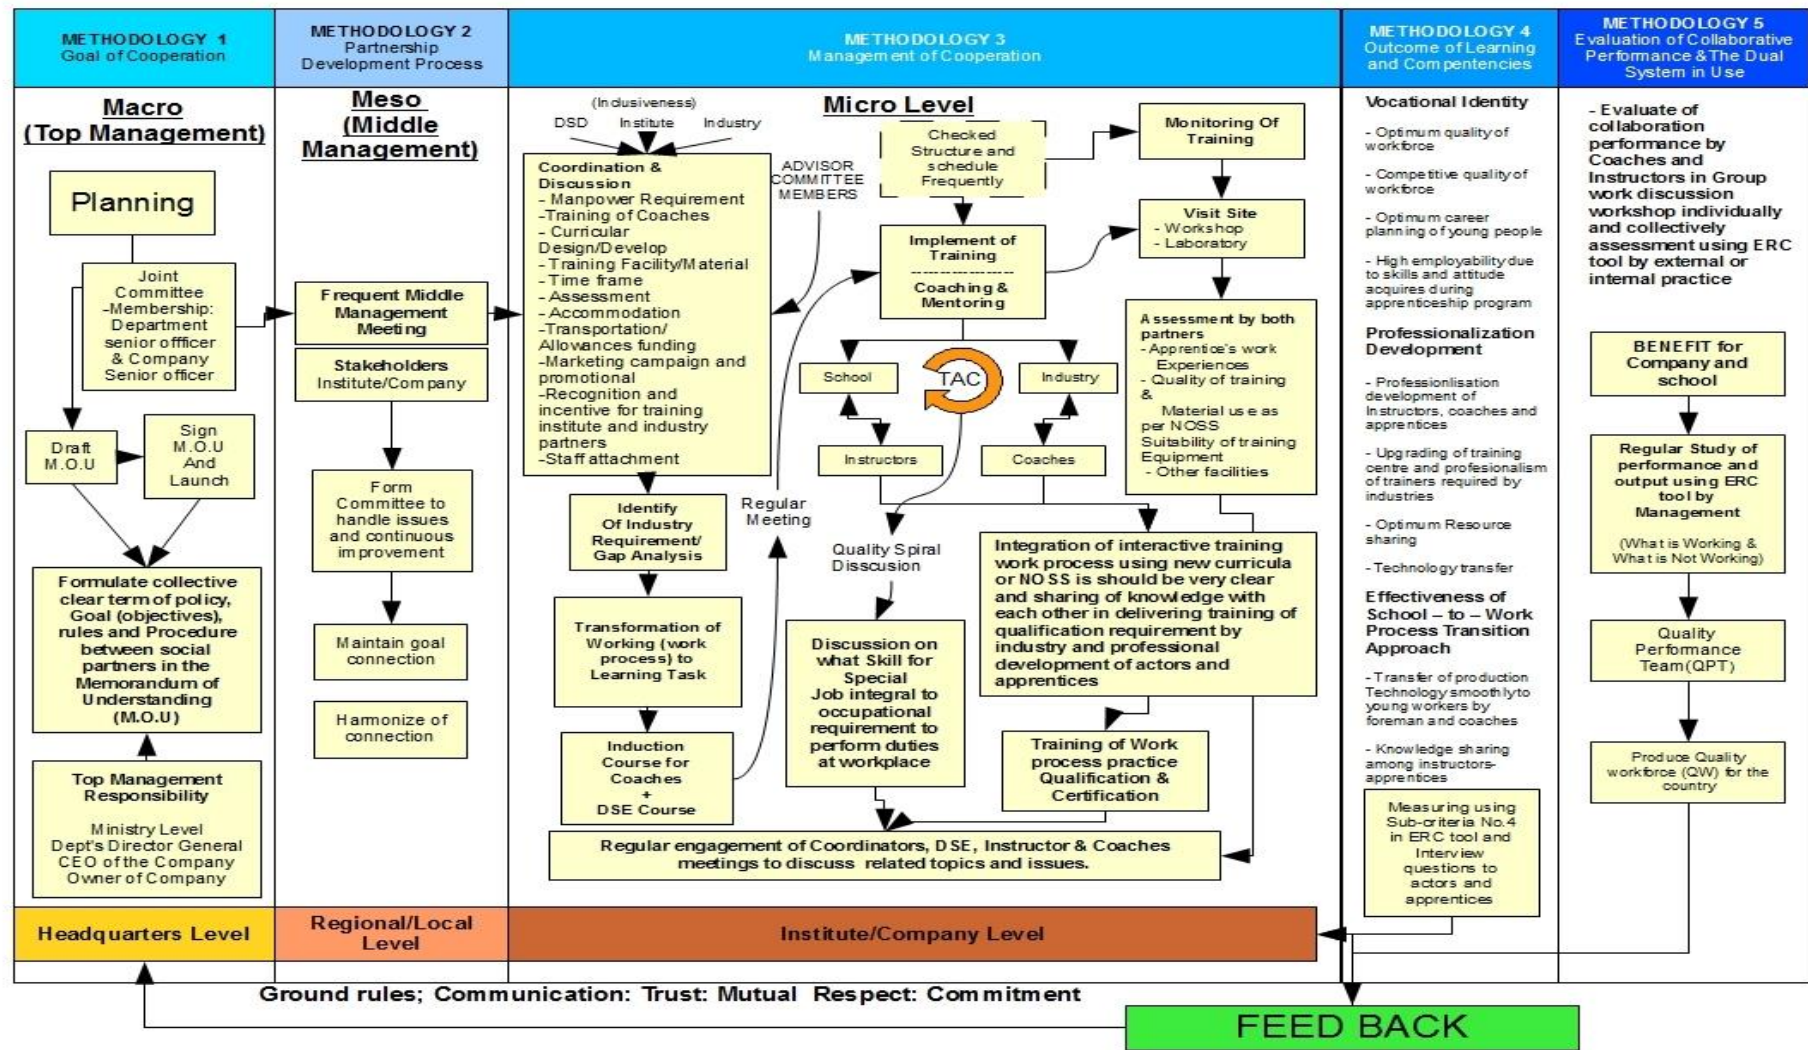 METHODOLOGY 1
Goal of Cooperation
METHODOLOGY 2
Partnership
Development Process
METHODOLOGY 3
Management of Cooperation
METHODOLOGY 4
Outcome of Learning
and Compentencies
METHODOLOGY 5
Evaluation of Collaborative
Performance &The Dual
System in Use
Macro
(Top Management)
Planning
Joint
Committee
-Membership:
Department
senior offficer
& Company
Senior officer
Draft
M.O.U
Sign
M.O.U
And
Launch
Formulate collective
clear term of policy,
Goal (objectives),
rules and Procedure
between social
partners in the
Memorandum of
Understanding
(M.O.U)
Top Management
Responsibility
Ministry Level
Dept's Director General
CEO of the Company
Owner of Company
Headquarters Level
Meso
(Middle
Management)
Frequent Middle
Management
Meeting
Stakeholders
Institute/Company
Form
Committee to
handle issues
and continuous
improvement
Maintain goal
connection
Harmonize of
connection
Regional/Local
Level
(Inclusiveness)
DSD Institute Industry
Micro Level
Coordination &
Discussion
- Manpower Requirement
-Training of Coaches
- Curricular
Design/Develop
- Training Facility/Material
- Time frame
- Assessment
- Accommodation
-Transportation/
Allowances funding
-Marketing campaign and
promotional
-Recognition and
incentive for training
institute and industry
partners
-Staff attachment
ADVISOR
COMMITTEE
MEMBERS
Identify
Of Industry
Requirement/
Gap Analysis
Transformation of
Working (work
process) to
Learning Task
Induction
Course for
Coaches
+
DSE Course
Regular
Meeting
Checked
Structure and
schedule
Frequently
Implement of
Training
-------------------
Coaching &
Mentoring
School
TAC
Industry
Instructors
Coaches
Quality Spiral
Disscusion
Discussion on
what Skill for
Special
Job integral to
occupational
requirement to
perform duties
at workplace
Monitoring Of
Training
Visit Site
- Workshop
- Laboratory
Assessment by both
partners
- Apprentice's work
Experiences
- Quality of training
&
Material use as
per NOSS
Suitability of training
Equipment
- Other facilities
Integration of interactive training
work process using new curricula
or NOSS is should be very clear
and sharing of knowledge with
each other in delivering training of
qualification requirement by
industry and professional
development of actors and
apprentices
Training of Work
process practice
Qualification &
Certification
Regular engagement of Coordinators, DSE, Instructor & Coaches
meetings to discuss related topics and issues.
Institute/Company Level
Vocational Identity
- Optimum quality of
workforce
- Competitive quality of
workforce
- Optimum career
planning of young people
- High employability due
to skills and attitude
acquires during
apprenticeship program
Professionalization
Development
- Professionlisation
development of
Instructors, coaches and
apprentices
- Upgrading of training
centre and profesionalism
of trainers required by
industries
- Optimum Resource
sharing
- Technology transfer
Effectiveness of
School – to – Work
Process Transition
Approach
- Transfer of production
Technology smoothly to
young workers by
foreman and coaches
- Knowledge sharing
among instructors-
apprentices
Measuring using
Sub-criteria No.4
in ERC tool and
Interview
questions to
actors and
apprentices
- Evaluate of
collaboration
performance by
Coaches and
Instructors in Group
work discussion
workshop individually
and collectively
assessment using ERC
tool by external or
internal practice
BENEFIT for
Company and
school
Regular Study of
performance and
output using ERC
tool by
Management
(What is Working &
What is Not Working)
Quality
Performance
Team(QPT)
Produce Quality
workforce (QW) for the
country
Ground rules; Communication: Trust: Mutual Respect: Commitment
FEED BACK